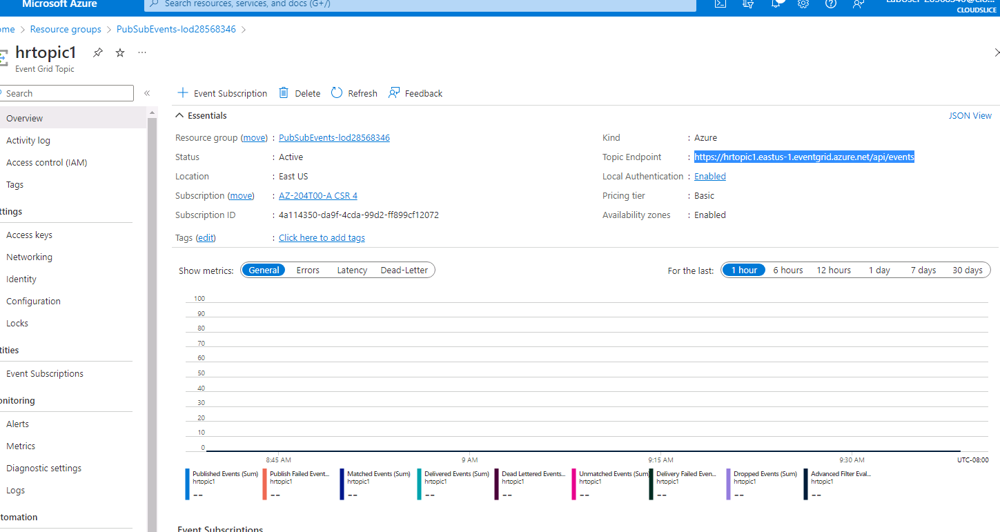 Microsoft Azure
Search resources, services, and docs (G+/)
CLOUDSLICE
ome > Resource groups > PubSubEvents-lod28568346 >
hrtopic1
Event Grid Topic
Search
Event Subscription Delete Refresh Feedback
Overview
Essentials JSON View
Activity log
Resource group (move) : PubSubEvents-lod28568346 Kind : Azure
Status : Active Topic Endpoint : https://hrtopic1.eastus-1.eventgrid.azure.net/api/events
Access control (IAM)
Location : East US Local Authentication : Enabled
Tags
Subscription (move) : AZ-204T00-A CSR 4 Pricing tier : Basic
ttings
Subscription ID : 4a114350-da9f-4cda-99d2-ff899cf12072 Availability zones : Enabled
Access keys
Tags (edit) : Click here to add tags
Networking
Show metrics: General Errors Latency Dead-Letter For the last: 1 hour 6 hours 12 hours 1 day 7 days 30 days
Identity
Configuration
Locks
tities
Event Subscriptions
onitoring
Alerts
Metrics
Diagnostic settings
Logs
tomation
100
90
80
70
60
50
40
30
20
10
0
8:45 AM 9 AM 9:15 AM 9:30 AM UTC-08:00
Published Events (Sum) Publish Failed Event... Matched Events (Sum) Delivered Events (Sum) Dead Lettered Events... Unmatched Events (Sum) Delivery Failed Even... Dropped Events (Sum) Advanced Filter Eval...
hrtopic1 hrtopic1 hrtopic1 hrtopic1 hrtopic1 hrtopic1 hrtopic1 hrtopic1 hrtopic1
-- -- -- -- -- -- -- -- --
Event Subscriptions